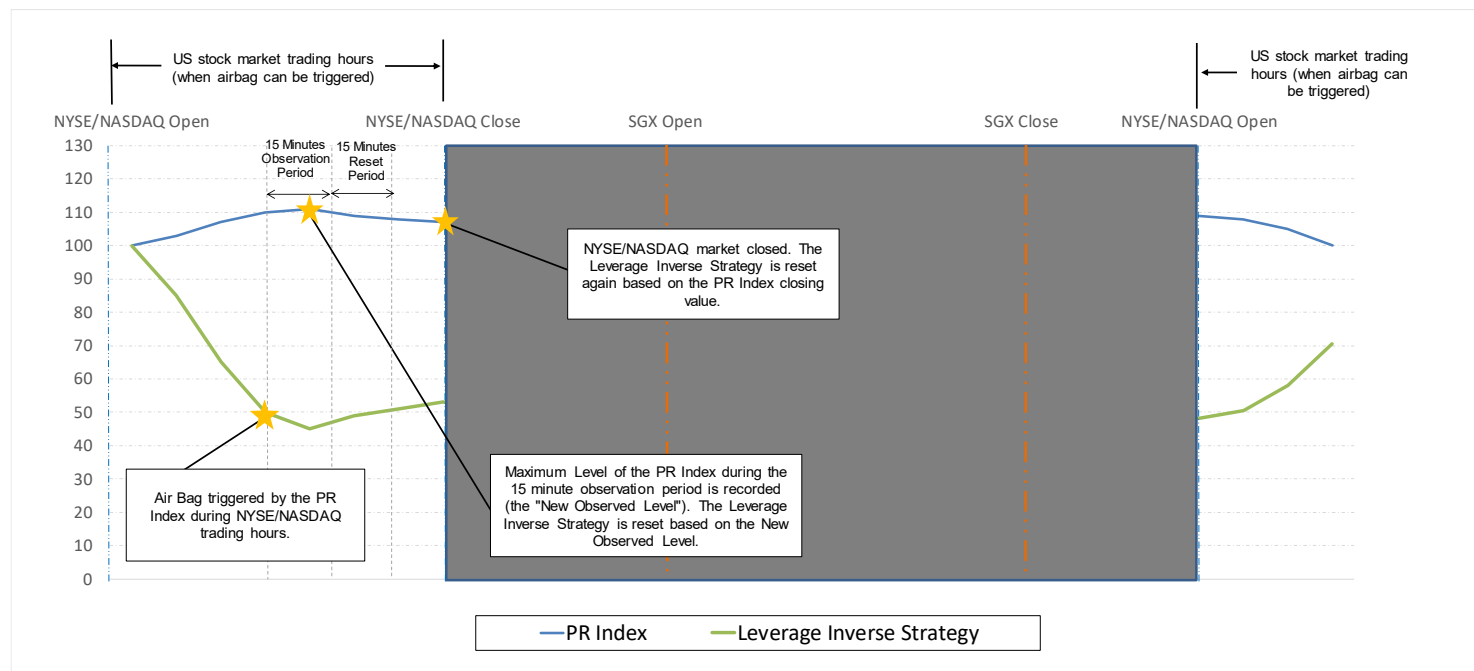 US stock market trading hours
(when airbag can be triggered)
US stock market trading
hours (when airbag can
be triggered)
NYSE/NASDAQ Open
NYSE/NASDAQ Close
SGX Open
SGX Close
NYSE/NASDAQ Open
15 Minutes
Observation
Period
15 Minutes
Reset
Period
130
120
110
100
90
80
70
60
50
40
30
20
10
0
NYSE/NASDAQ market closed. The
Leverage Inverse Strategy is reset
again based on the PR Index closing
value.
Air Bag triggered by the PR
Index during NYSE/NASDAQ
trading hours.
Maximum Level of the PR Index during the
15 minute observation period is recorded
(the "New Observed Level"). The Leverage
Inverse Strategy is reset based on the New
Observed Level.
PR Index
Leverage Inverse Strategy